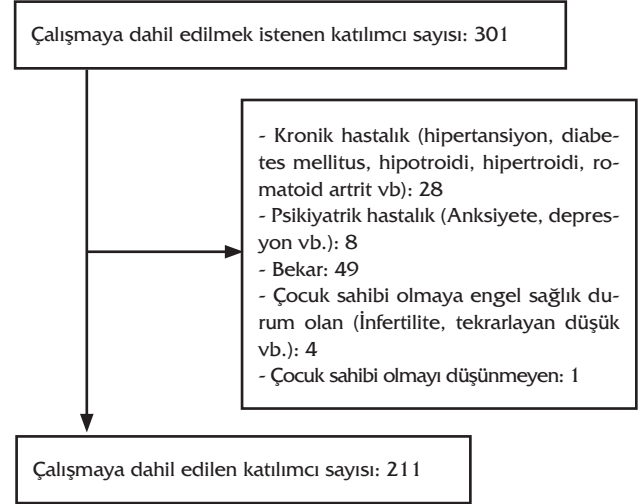 Çalışmaya dahil edilmek istenen katılımcı sayısı: 301
- Kronik hastalık (hipertansiyon, diabe-
tes mellitus, hipotroidi, hipertroidi, ro-
matoid artrit vb): 28
- Psikiyatrik hastalık (Anksiyete, depres-
yon vb.): 8
- Bekar: 49
- Çocuk sahibi olmaya engel sağlık du-
rum olan (İnfertilite, tekrarlayan düşük
vb.): 4
- Çocuk sahibi olmayı düşünmeyen: 1
Çalışmaya dahil edilen katılımcı sayısı: 211